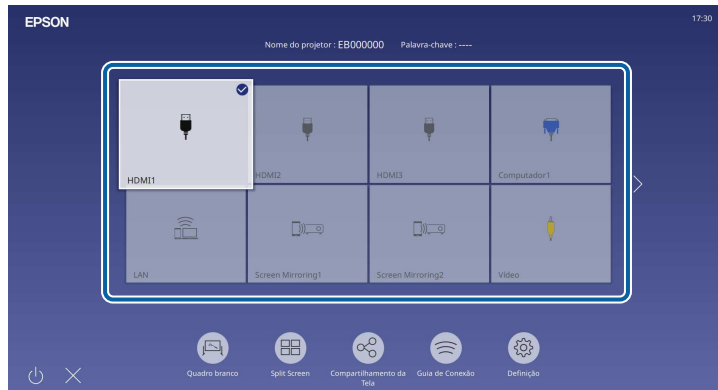 EPSON
17:30
Nome do projetor : EB000000 Palavra-chave : ----
HDMI1
HDMI2
HDMI3
Computador1
LAN
Screen Mirroring1
Screen Mirroring2
Vídeo
Quadro branco
Split Screen
Compartilhamento da
Tela
Guia de Conexão
Definição